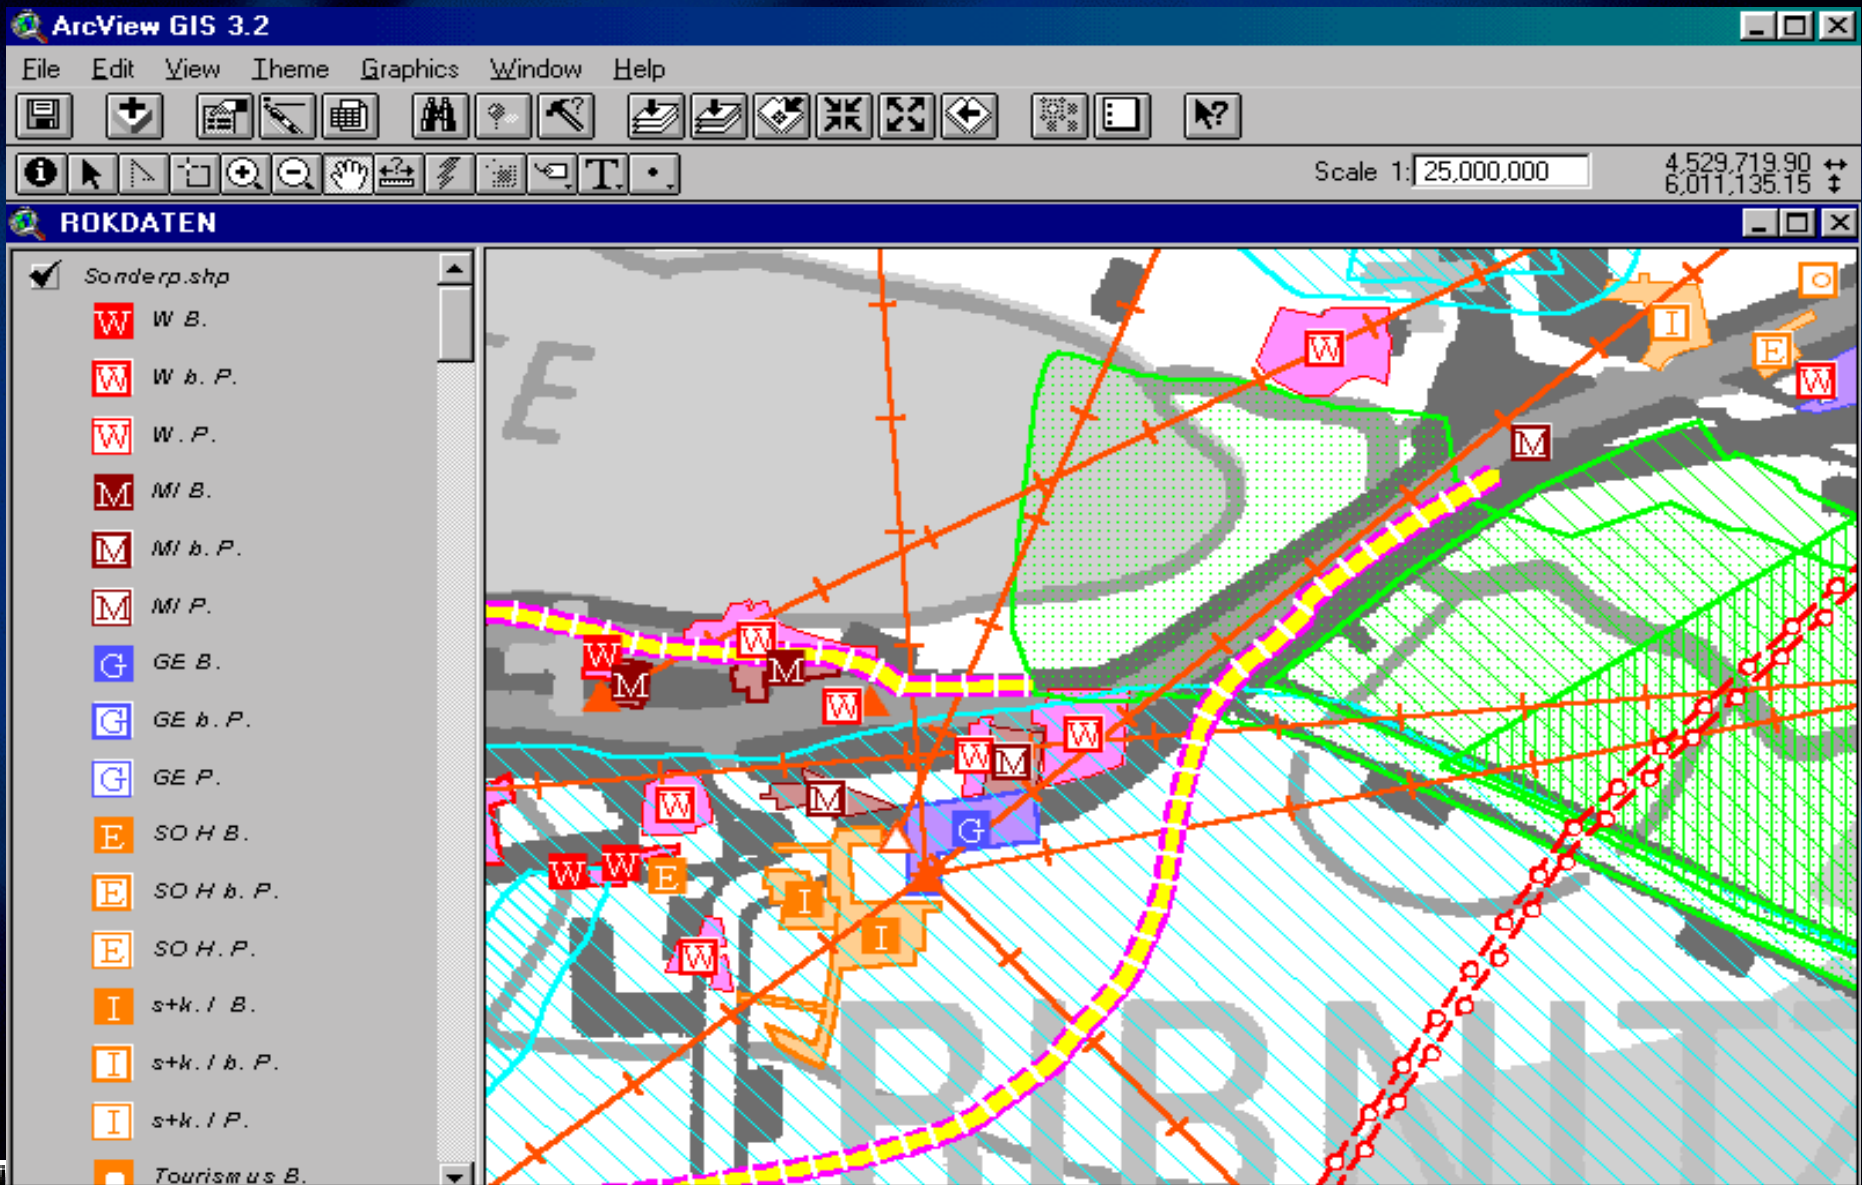 ArcView GIS 3.2
File Edit View Theme Graphics Window Help
Scale 1: 25,000,000
4,529,719.90
6,011,135.15
ROKDATEN
Sonderp.shp
W W B.
W W b. P.
W W. P.
M MI B.
M MI b. P.
M MI P.
G GE B.
G GE b. P.
G GE P.
E SO H B.
E SO H b. P.
E SO H. P.
I s+k. I B.
I s+k. I b. P.
I s+k. I P.
Tourismus B.
E
O
I
W
E
W
M
W
W
M
M
W
W
W
M
W
M
G
W
W
E
I
I
W
RIBNITZ